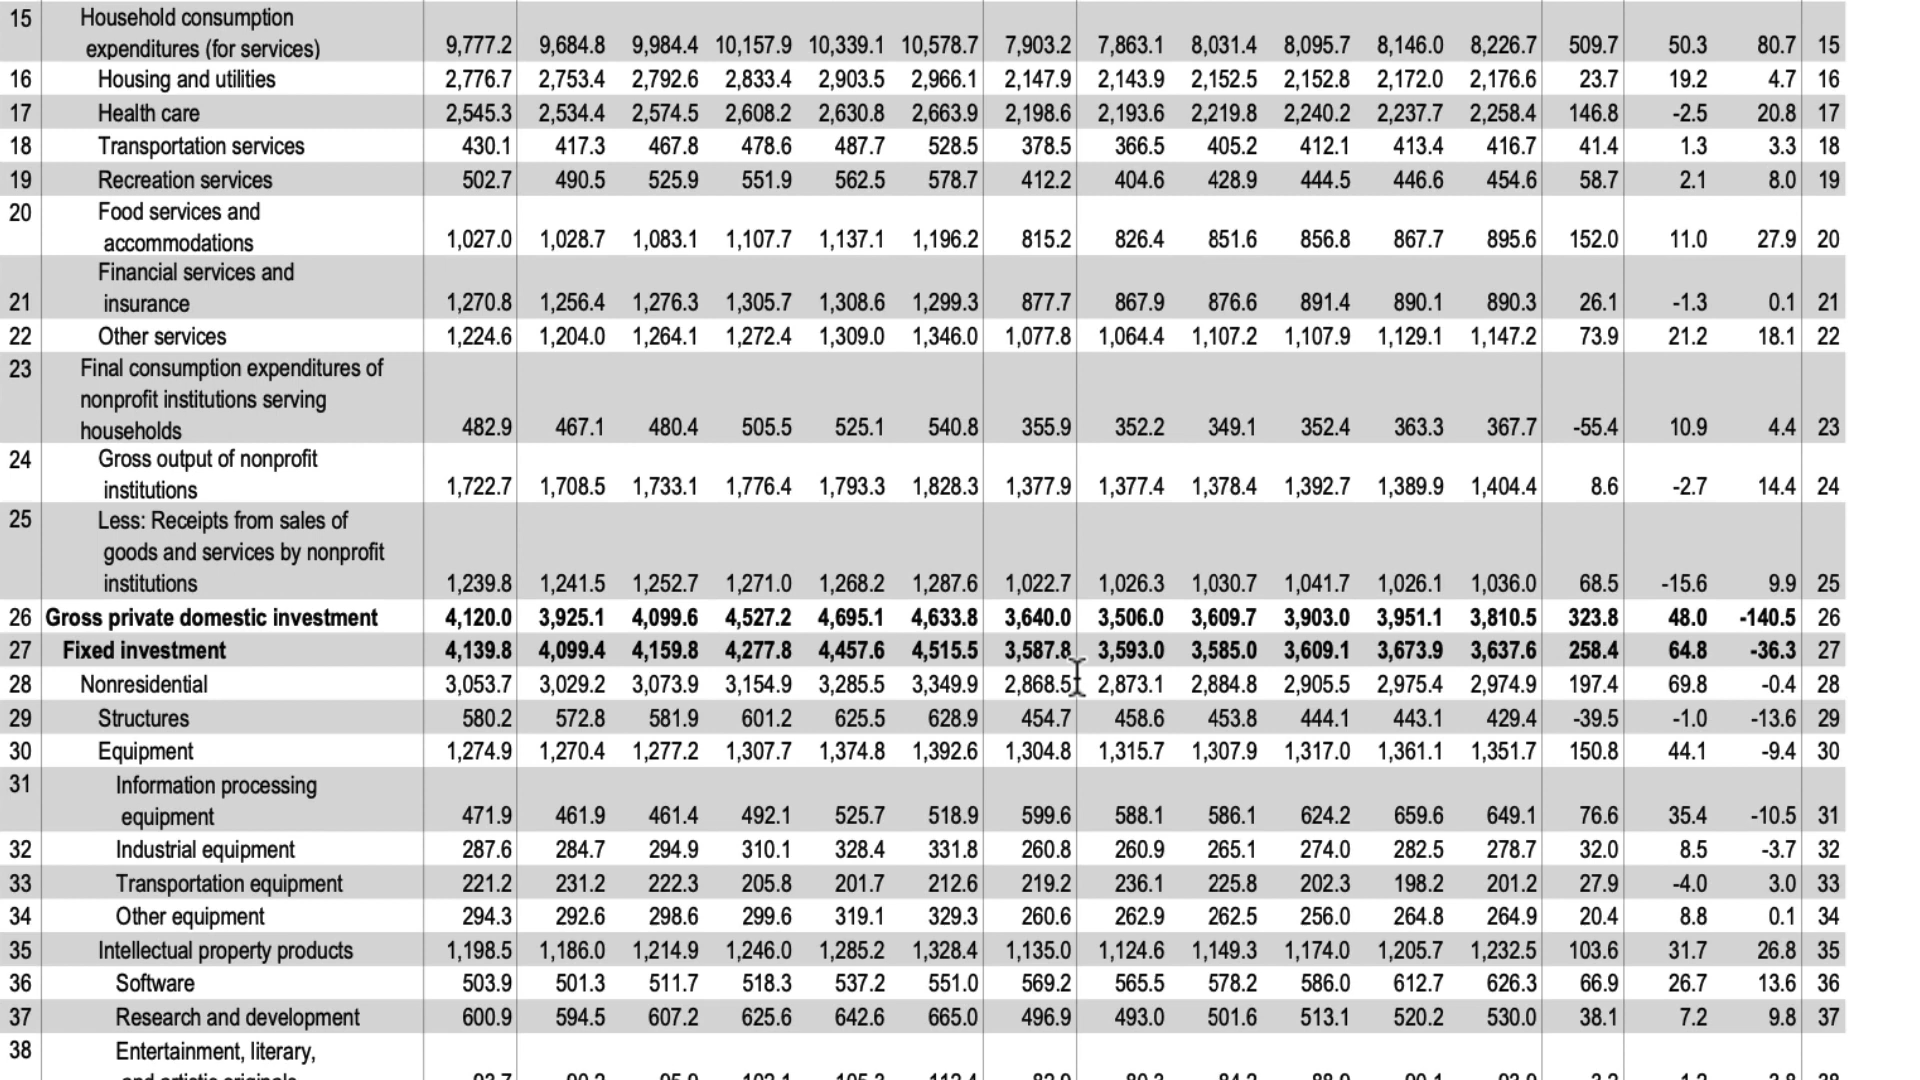 15 Household consumption
expenditures (for services) 9,777.2 9,684.8 9,984.4 10,157.9 10,339.1 10,578.7 7,903.2 7,863.1 8,031.4 8,095.7 8,146.0 8,226.7 509.7 50.3 80.7 15
16 Housing and utilities 2,776.7 2,753.4 2,792.6 2,833.4 2,903.5 2,966.1 2,147.9 2,143.9 2,152.5 2,152.8 2,172.0 2,176.6 23.7 19.2 4.7 16
17 Health care 2,545.3 2,534.4 2,574.5 2,608.2 2,630.8 2,663.9 2,198.6 2,193.6 2,219.8 2,240.2 2,237.7 2,258.4 146.8 -2.5 20.8 17
18 Transportation services 430.1 417.3 467.8 478.6 487.7 528.5 378.5 366.5 405.2 412.1 413.4 416.7 41.4 1.3 3.3 18
19 Recreation services 502.7 490.5 525.9 551.9 562.5 578.7 412.2 404.6 428.9 444.5 446.6 454.6 58.7 2.1 8.0 19
20 Food services and
accommodations 1,027.0 1,028.7 1,083.1 1,107.7 1,137.1 1,196.2 815.2 826.4 851.6 856.8 867.7 895.6 152.0 11.0 27.9 20
Financial services and
21 insurance 1,270.8 1,256.4 1,276.3 1,305.7 1,308.6 1,299.3 877.7 867.9 876.6 891.4 890.1 890.3 26.1 -1.3 0.1 21
22 Other services 1,224.6 1,204.0 1,264.1 1,272.4 1,309.0 1,346.0 1,077.8 1,064.4 1,107.2 1,107.9 1,129.1 1,147.2 73.9 21.2 18.1 22
23 Final consumption expenditures of
nonprofit institutions serving
households 482.9 467.1 480.4 505.5 525.1 540.8 355.9 352.2 349.1 352.4 363.3 367.7 -55.4 10.9 4.4 23
24 Gross output of nonprofit
institutions 1,722.7 1,708.5 1,733.1 1,776.4 1,793.3 1,828.3 1,377.9 1,377.4 1,378.4 1,392.7 1,389.9 1,404.4 8.6 -2.7 14.4 24
25 Less: Receipts from sales of
goods and services by nonprofit
institutions 1,239.8 1,241.5 1,252.7 1,271.0 1,268.2 1,287.6 1,022.7 1,026.3 1,030.7 1,041.7 1,026.1 1,036.0 68.5 -15.6 9.9 25
26 Gross private domestic investment 4,120.0 3,925.1 4,099.6 4,527.2 4,695.1 4,633.8 3,640.0 3,506.0 3,609.7 3,903.0 3,951.1 3,810.5 323.8 48.0 -140.5 26
27 Fixed investment 4,139.8 4,099.4 4,159.8 4,277.8 4,457.6 4,515.5 3,587.8 3,593.0 3,585.0 3,609.1 3,673.9 3,637.6 258.4 64.8 -36.3 27
28 Nonresidential 3,053.7 3,029.2 3,073.9 3,154.9 3,285.5 3,349.9 2,868.5 2,873.1 2,884.8 2,905.5 2,975.4 2,974.9 197.4 69.8 -0.4 28
29 Structures 580.2 572.8 581.9 601.2 625.5 628.9 454.7 458.6 453.8 444.1 443.1 429.4 -39.5 -1.0 -13.6 29
30 Equipment 1,274.9 1,270.4 1,277.2 1,307.7 1,374.8 1,392.6 1,304.8 1,315.7 1,307.9 1,317.0 1,361.1 1,351.7 150.8 44.1 -9.4 30
31 Information processing
equipment 471.9 461.9 461.4 492.1 525.7 518.9 599.6 588.1 586.1 624.2 659.6 649.1 76.6 35.4 -10.5 31
32 Industrial equipment 287.6 284.7 294.9 310.1 328.4 331.8 260.8 260.9 265.1 274.0 282.5 278.7 32.0 8.5 -3.7 32
33 Transportation equipment 221.2 231.2 222.3 205.8 201.7 212.6 219.2 236.1 225.8 202.3 198.2 201.2 27.9 -4.0 3.0 33
34 Other equipment 294.3 292.6 298.6 299.6 319.1 329.3 260.6 262.9 262.5 256.0 264.8 264.9 20.4 8.8 0.1 34
35 Intellectual property products 1,198.5 1,186.0 1,214.9 1,246.0 1,285.2 1,328.4 1,135.0 1,124.6 1,149.3 1,174.0 1,205.7 1,232.5 103.6 31.7 26.8 35
36 Software 503.9 501.3 511.7 518.3 537.2 551.0 569.2 565.5 578.2 586.0 612.7 626.3 66.9 26.7 13.6 36
37 Research and development 600.9 594.5 607.2 625.6 642.6 665.0 496.9 493.0 501.6 513.1 520.2 530.0 38.1 7.2 9.8 37
38 Entertainment, literary,